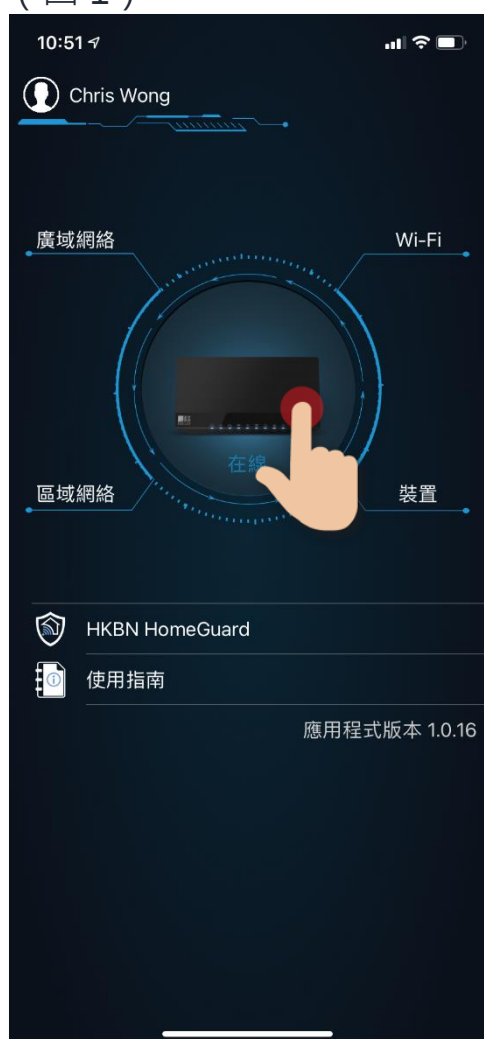 (圖1)
10:51
Chris Wong
廣域網絡
Wi-Fi
在線
區域網絡
裝置
HKBN HomeGuard
使用指南
應用程式版本 1.0.16